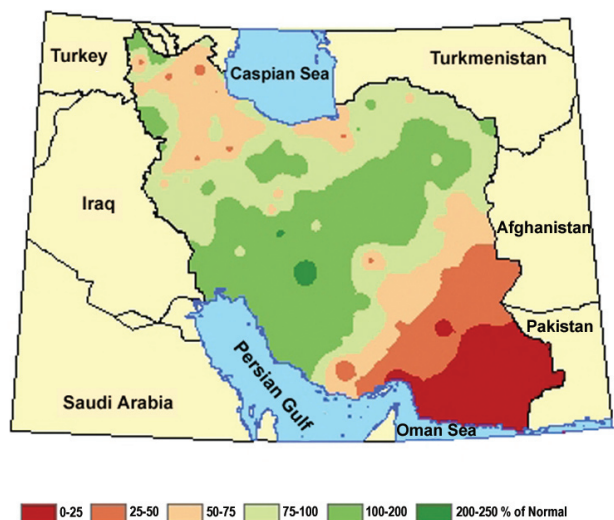 Turkey
Caspian Sea
Turkmenistan
Iraq
Afghanistan
Pakistan
Persian Gulf
Saudi Arabia
Oman Sea
0-25 25-50 50-75 75-100 100-200 200-250 % of Normal